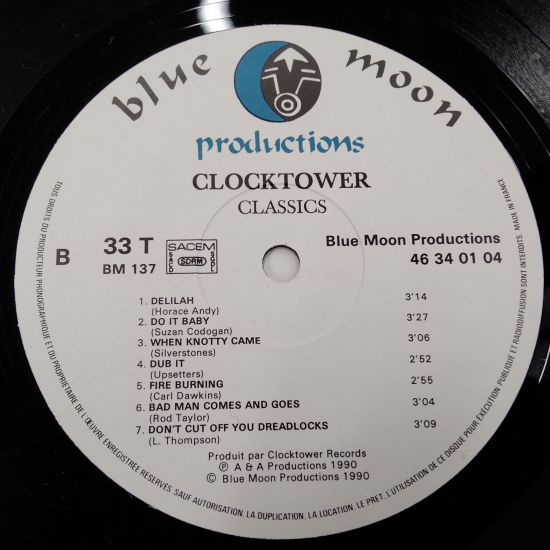 blue moon
productions
CLOCKTOWER
CLASSICS
B
33 T
BM 137
SACEM
SACD SDRM SGDL
Blue Moon Productions
46 34 01 04
1. DELILAH 3'14
(Horace Andy)
2. DO IT BABY 3'27
(Suzan Codogan)
3. WHEN KNOTTY CAME 3'06
(Silverstones)
4. DUB IT 2'52
(Upsetters)
5. FIRE BURNING 2'55
(Carl Dawkins)
6. BAD MAN COMES AND GOES 3'04
(Rod Taylor)
7. DON'T CUT OFF YOU DREADLOCKS 3'09
(L. Thompson)
Produit par Clocktower Records
Ⓟ A & A Productions 1990
© Blue Moon Productions 1990
TOUS DROITS DU PRODUCTEUR PHONOGRAPHIQUE ET DU PROPRIETAIRE DE L'ŒUVRE ENREGISTREE RESERVES. SAUF AUTORISATION, LA DUPLICATION, LA LOCATION, LE PRET, L'UTILISATION DE CE DISQUE POUR EXECUTION PUBLIQUE ET RADIODIFFUSION SONT INTERDITS. MADE IN FRANCE